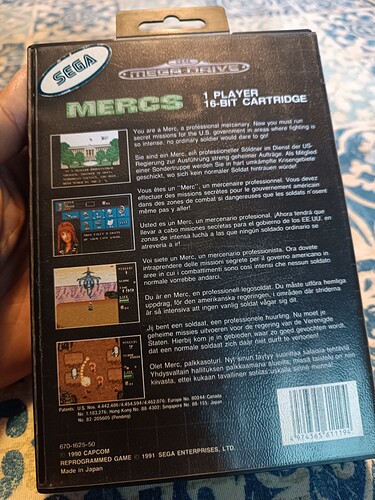 SEGA
MEGA DRIVE
MERCS
1 PLAYER
16-BIT CARTRIDGE
You are a Merc, a professional mercenary. Now you must run
secret missions for the U.S. government in areas where fighting is
so intense, no ordinary soldier would dare to go!
Sie sind ein Merc, ein professioneller Söldner im Dienst der US-
Regierung zur Ausführung streng geheimer Aufträge. Als Mitglied
einer Sondertruppe werden Sie in hart umkämpfte Krisengebiete
geschickt, wo sich kein normaler Soldat hintrauen würde!
Vous êtes un "Merc", un mercenaire professionnel. Vous devez
effectuer des missions secrètes pour le gouvernement américain
dans des zones de combat si dangereuses que les soldats n'osent
même pas y aller!
Usted es un Merc, un mercenario profesional. ¡Ahora tendrá que
llevar a cabo misiones secretas para el gobierno de los EE.UU. en
zonas de intensa lucha a las que ningún soldado ordinario se
atrevería a ir!
Voi siete un Merc, un mercenario professionista. Ora dovete
intraprendere delle missioni segrete per il governo americano in
aree in cui i combattimenti sono così intensi che nessun soldato
normale vorrebbe andarci.
Du är en Merc, en professionell legosoldat. Du måste utföra hemliga
uppdrag, för den amerikanska regeringen, i områden där striderna
är så intensiva att ingen vanlig soldat vågar sig dit.
Jij bent een soldaat, een professionele huurling. Nu moet je
geheime missies uitvoeren voor de regering van de Verenigde
Staten. Hierbij kom je in gebieden, waar zo goed gevochten wordt,
dat een normale soldaat zich daar niet durft te vertonen!
Olet Merc, palkkasoturi. Nyt sinun täytyy suorittaa salaisia tehtäviä
Yhdysvaltain hallituksen palkkaamana alueilla, missä taistelu on niin
kiivasta, ettei kukaan tavallinen sotilas uskalla sinne mennä!
Patents: U.S. Nos. 4,442,486/4,454,594/4,462,076; Europe No. 80244; Canada
No. 1,183,276; Hong Kong No. 88-4302; Singapore No. 88-155; Japan
No. 82-205605 (Pending)
670-1625-50
© 1990 CAPCOM
REPROGRAMMED GAME © 1991 SEGA ENTERPRISES, LTD.
Made in Japan
4 974365 611194